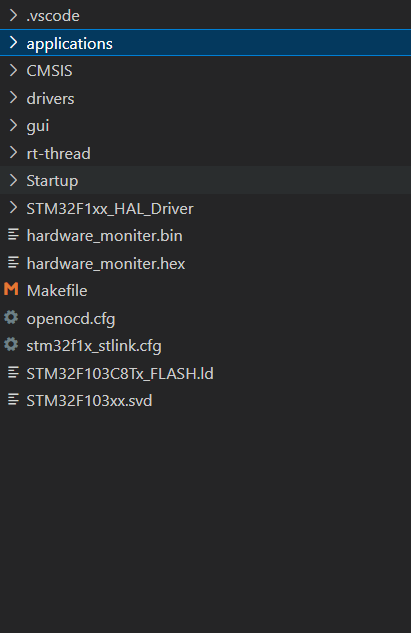 .vscode
applications
CMSIS
drivers
gui
rt-thread
Startup
STM32F1xx_HAL_Driver
hardware_moniter.bin
hardware_moniter.hex
Makefile
openocd.cfg
stm32f1x_stlink.cfg
STM32F103C8Tx_FLASH.ld
STM32F103xx.svd